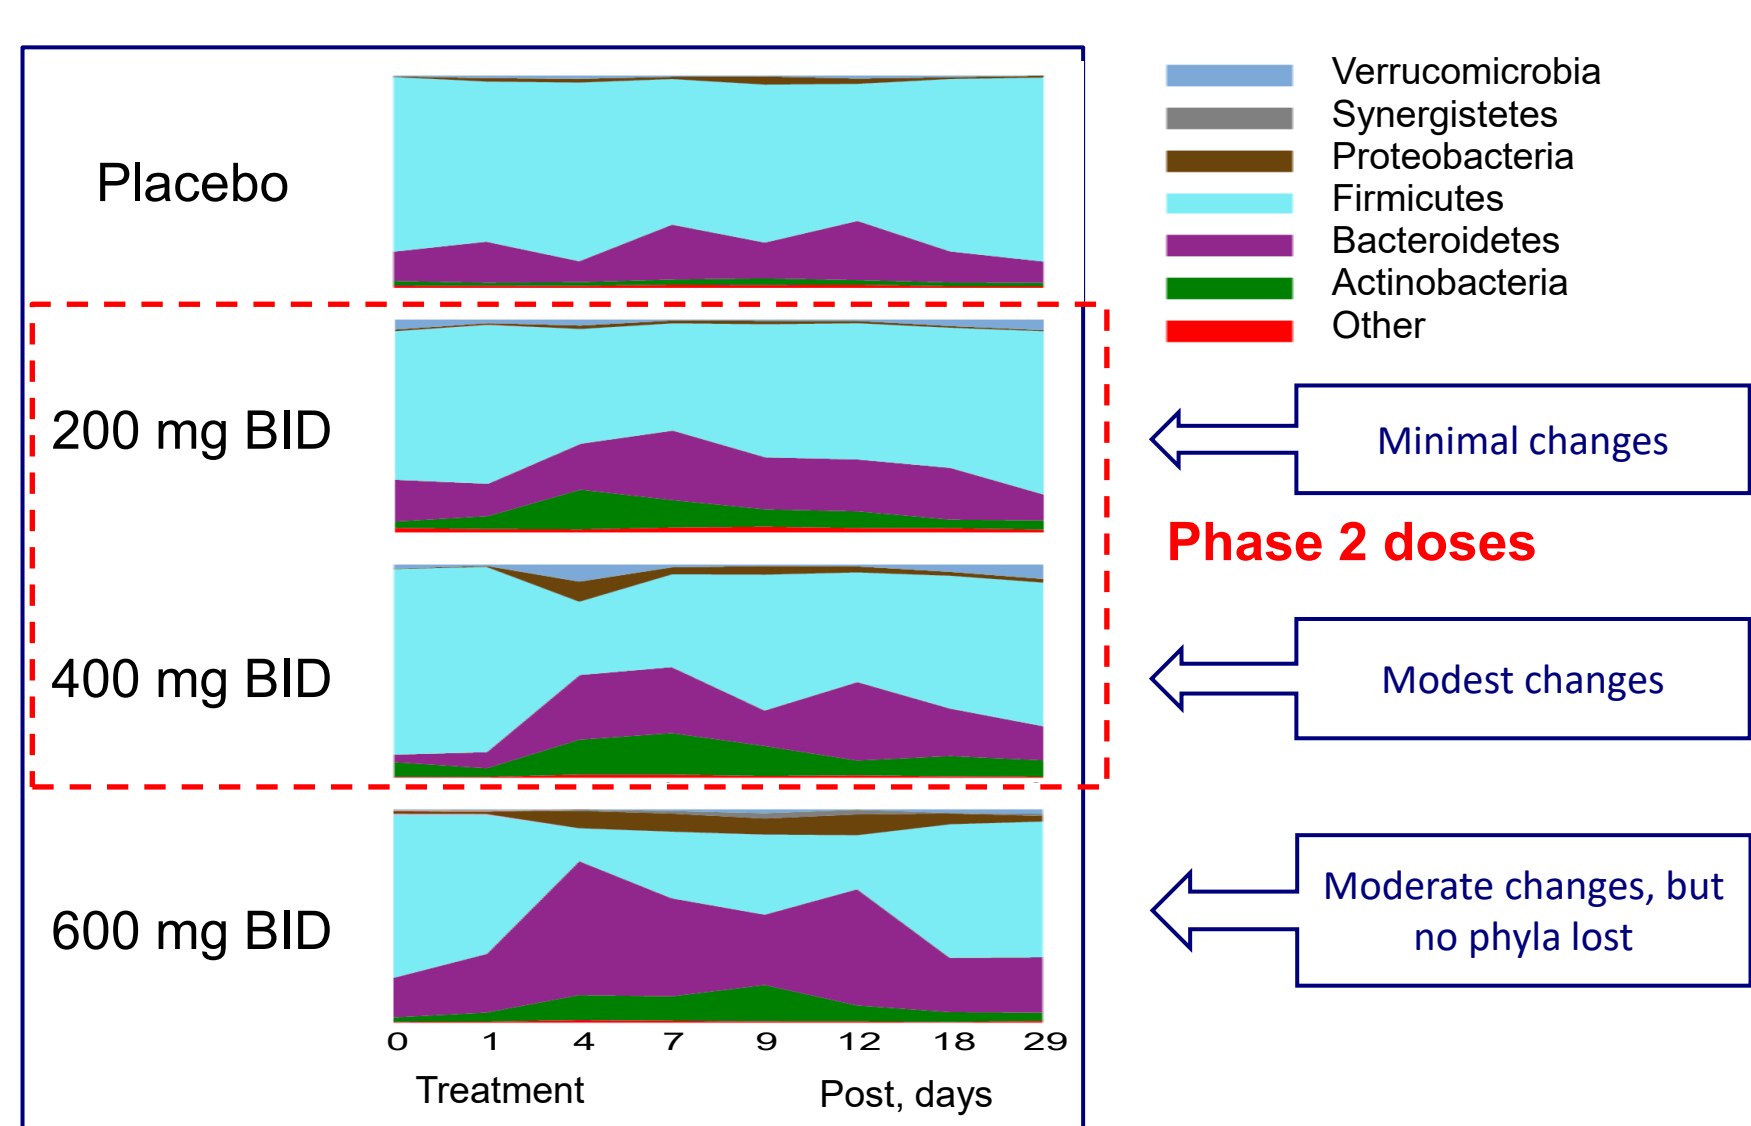 Placebo
200 mg BID
400 mg BID
600 mg BID
0 1 4 7 9 12 18 29
Treatment
Post, days
Verrucomicrobia
Synergistetes
Proteobacteria
Firmicutes
Bacteroidetes
Actinobacteria
Other
Minimal changes
Phase 2 doses
Modest changes
Moderate changes, but
no phyla lost